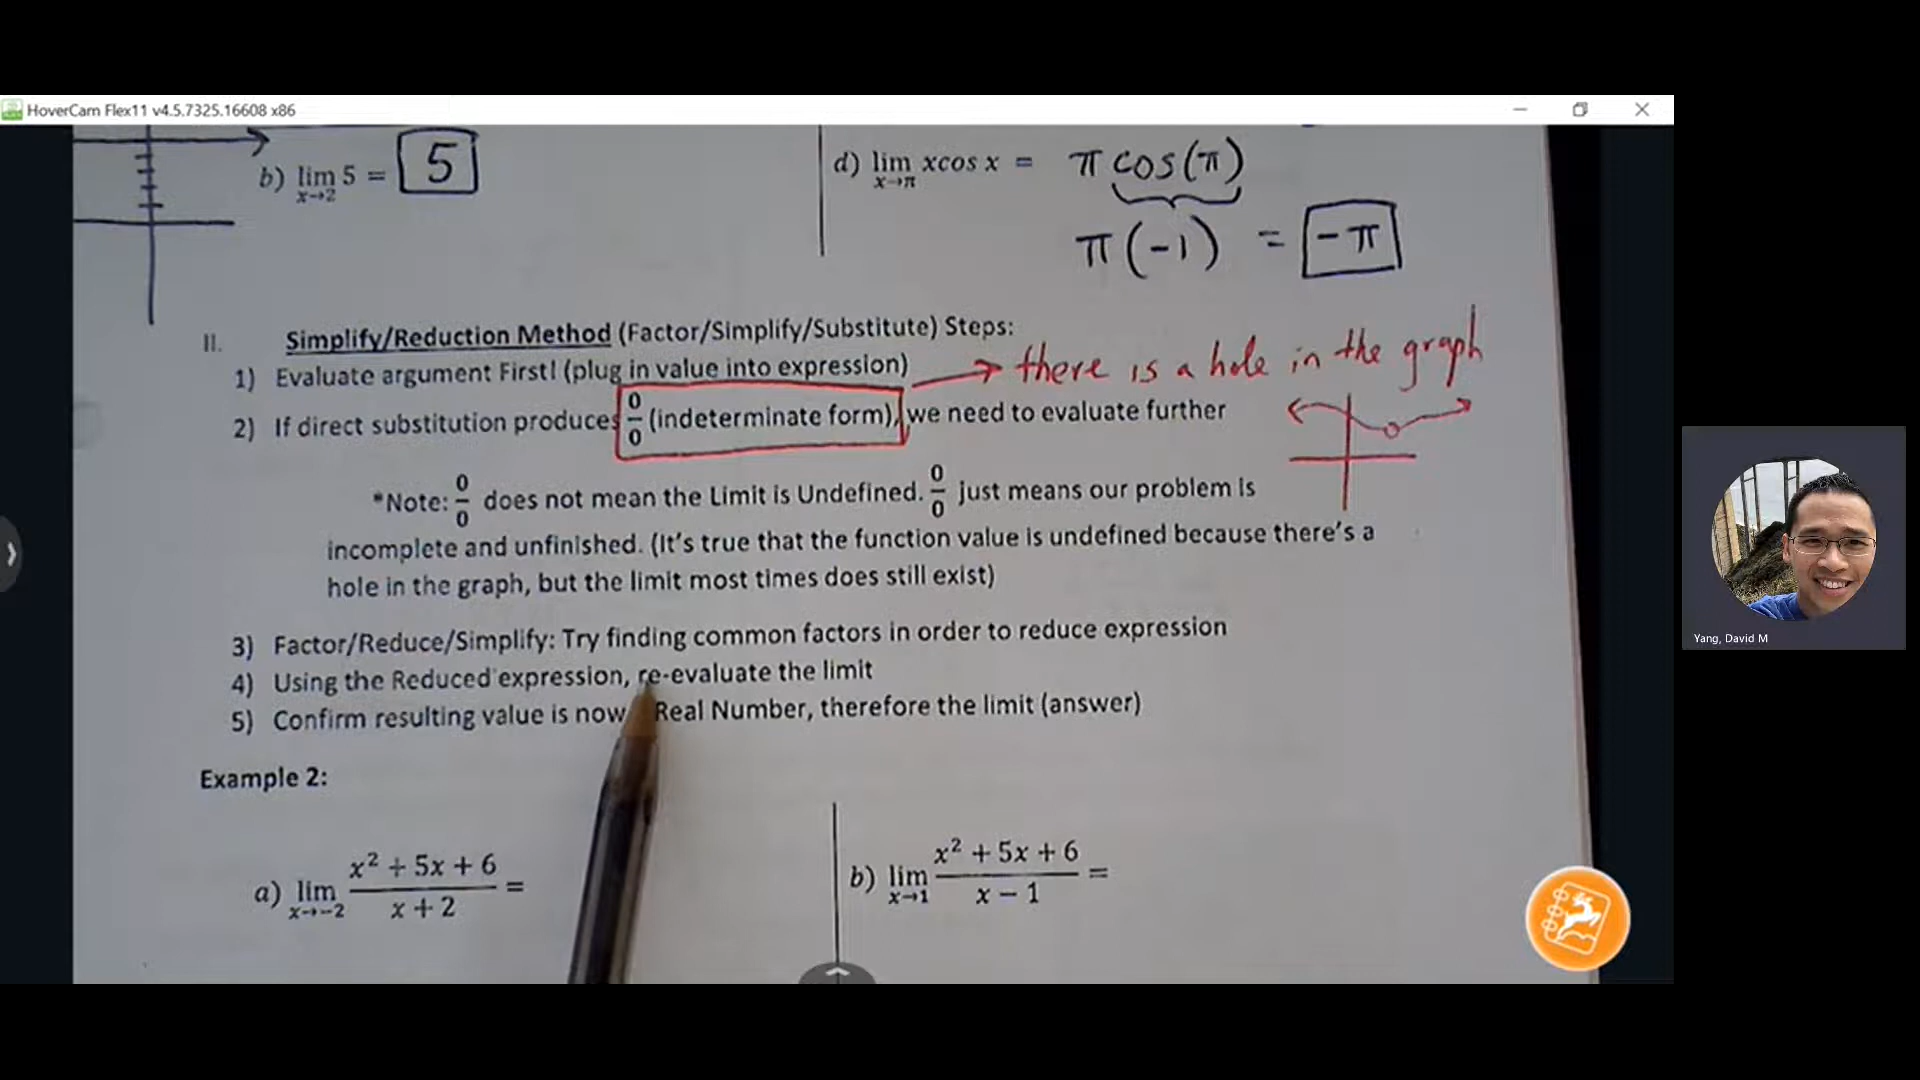 HoverCam Flex11 v4.5.7325.16608 x86
b) lim x→2 5 = 5
d) lim x→π xcos x = π cos(π)
π(-1) = -π
II. Simplify/Reduction Method (Factor/Simplify/Substitute) Steps:
1) Evaluate argument First! (plug in value into expression) → there is a hole in the graph
2) If direct substitution produces 0/0 (indeterminate form), we need to evaluate further
*Note: 0/0 does not mean the Limit is Undefined. 0/0 just means our problem is
incomplete and unfinished. (It's true that the function value is undefined because there's a
hole in the graph, but the limit most times does still exist)
3) Factor/Reduce/Simplify: Try finding common factors in order to reduce expression
4) Using the Reduced expression, re-evaluate the limit
5) Confirm resulting value is now Real Number, therefore the limit (answer)
Example 2:
a) lim x→-2 (x² + 5x + 6)/(x + 2) =
b) lim x→1 (x² + 5x + 6)/(x - 1) =
Yang, David M